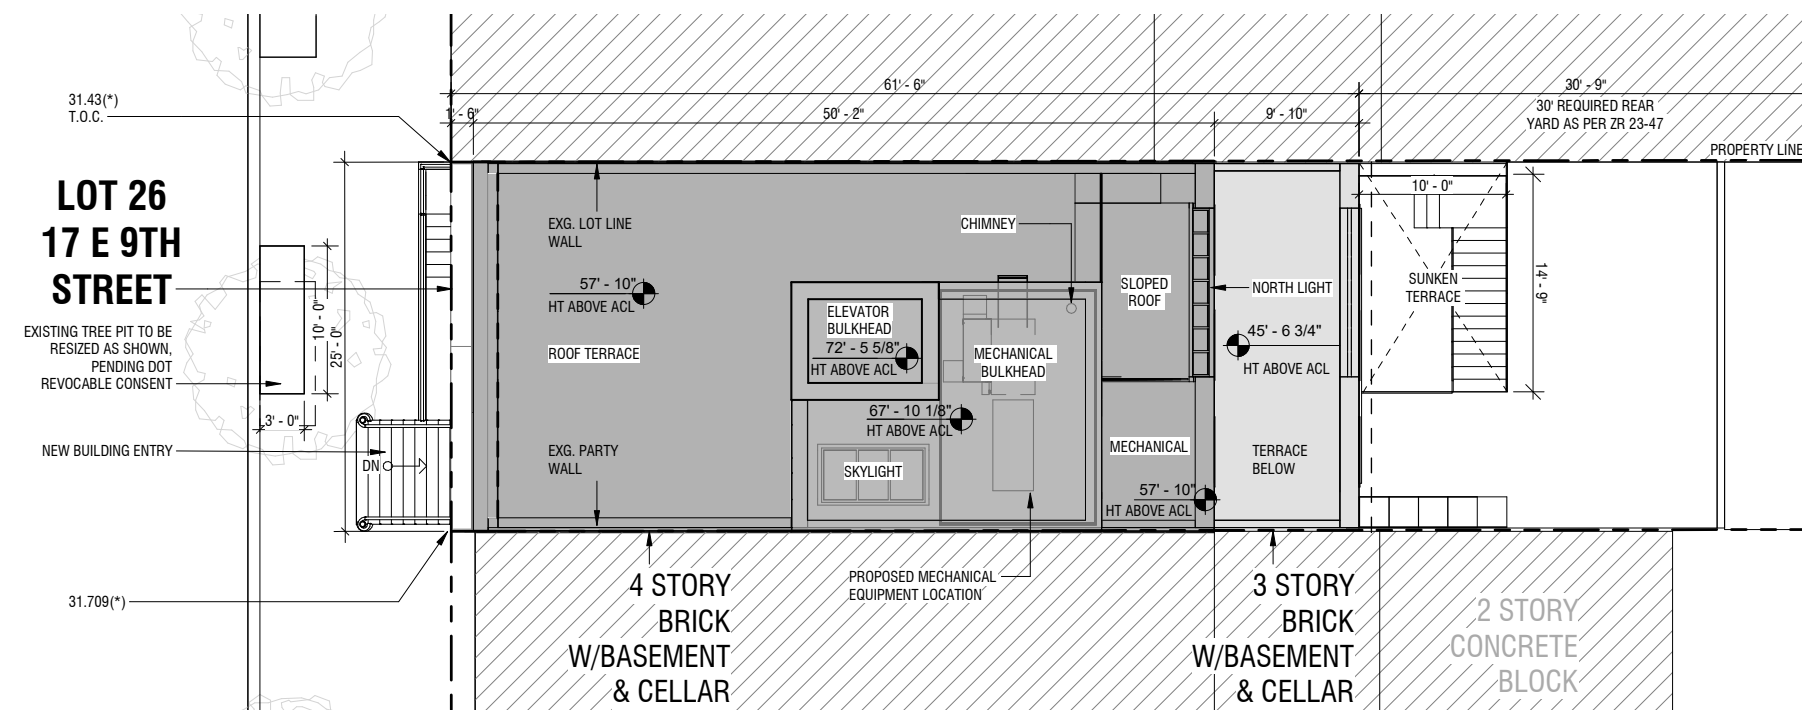 61' - 6"
30' - 9"
31.43(*)
T.O.C.
1' - 6"
50' - 2"
9' - 10"
30' REQUIRED REAR
YARD AS PER ZR 23-47
PROPERTY LINE
LOT 26
17 E 9TH
STREET
EXISTING TREE PIT TO BE
RESIZED AS SHOWN,
PENDING DOT
REVOCABLE CONSENT
10' - 0"
25' - 0"
3' - 0"
NEW BUILDING ENTRY
DN
31.709(*)
EXG. LOT LINE
WALL
57' - 10"
HT ABOVE ACL
ROOF TERRACE
EXG. PARTY
WALL
CHIMNEY
ELEVATOR
BULKHEAD
72' - 5 5/8"
HT ABOVE ACL
MECHANICAL
BULKHEAD
67' - 10 1/8"
HT ABOVE ACL
SKYLIGHT
SLOPED
ROOF
MECHANICAL
57' - 10"
HT ABOVE ACL
NORTH LIGHT
45' - 6 3/4"
HT ABOVE ACL
TERRACE
BELOW
10' - 0"
SUNKEN
TERRACE
14' - 9"
PROPOSED MECHANICAL
EQUIPMENT LOCATION
4 STORY
BRICK
W/BASEMENT
& CELLAR
3 STORY
BRICK
W/BASEMENT
& CELLAR
2 STORY
CONCRETE
BLOCK